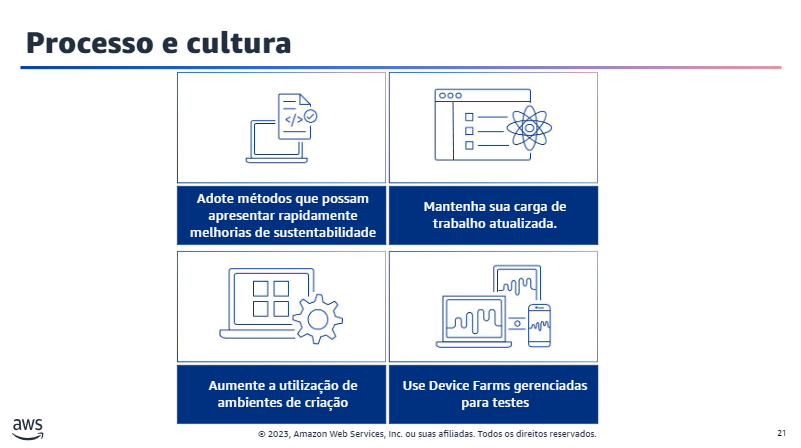 Processo e cultura
</>
Adote métodos que possam
apresentar rapidamente
melhorias de sustentabilidade
Mantenha sua carga de
trabalho atualizada.
Aumente a utilização de
ambientes de criação
Use Device Farms gerenciadas
para testes
aws
© 2023, Amazon Web Services, Inc. ou suas afiliadas. Todos os direitos reservados.
21